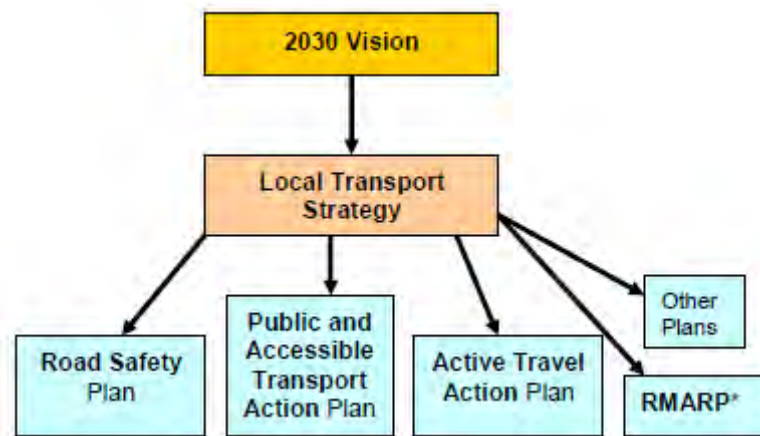 2030 Vision
Local Transport
Strategy
Road Safety
Plan
Public and
Accessible
Transport
Action Plan
Active Travel
Action Plan
Other
Plans
RMARP*